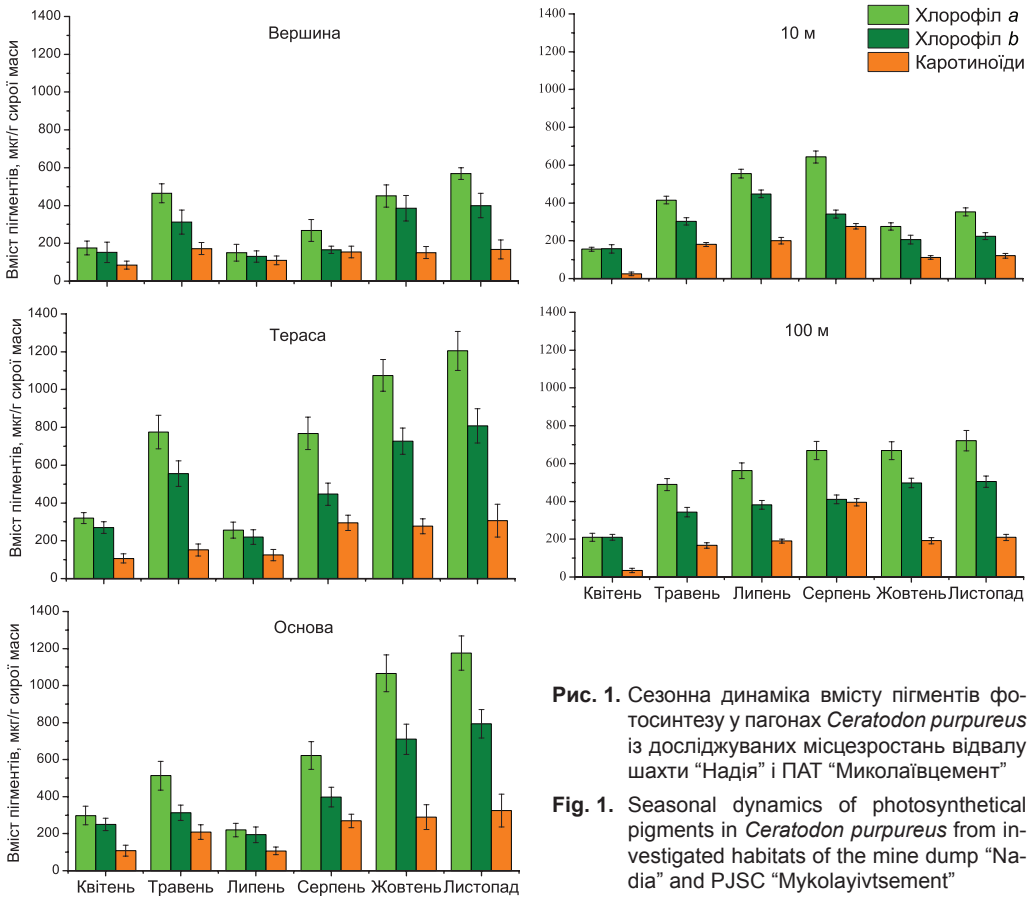 Вершина
Вміст пігментів, мкг/г сирої маси
1400
1200
1000
800
600
400
200
0
10 м
Хлорофіл a
Хлорофіл b
Каротиноїди
1400
1200
1000
800
600
400
200
0
Тераса
Вміст пігментів, мкг/г сирої маси
1400
1200
1000
800
600
400
200
0
100 м
1400
1200
1000
800
600
400
200
0
Квітень Травень Липень Серпень Жовтень Листопад
Основа
Вміст пігментів, мкг/г сирої маси
1400
1200
1000
800
600
400
200
0
Квітень Травень Липень Серпень Жовтень Листопад
Рис. 1. Сезонна динаміка вмісту пігментів фо-
тосинтезу у пагонах Ceratodon purpureus
із досліджуваних місцезростань відвалу
шахти “Надія” і ПАТ “Миколаївцемент”
Fig. 1. Seasonal dynamics of photosynthetical
pigments in Ceratodon purpureus from in-
vestigated habitats of the mine dump “Na-
dia” and PJSC “Mykolayivtsement”